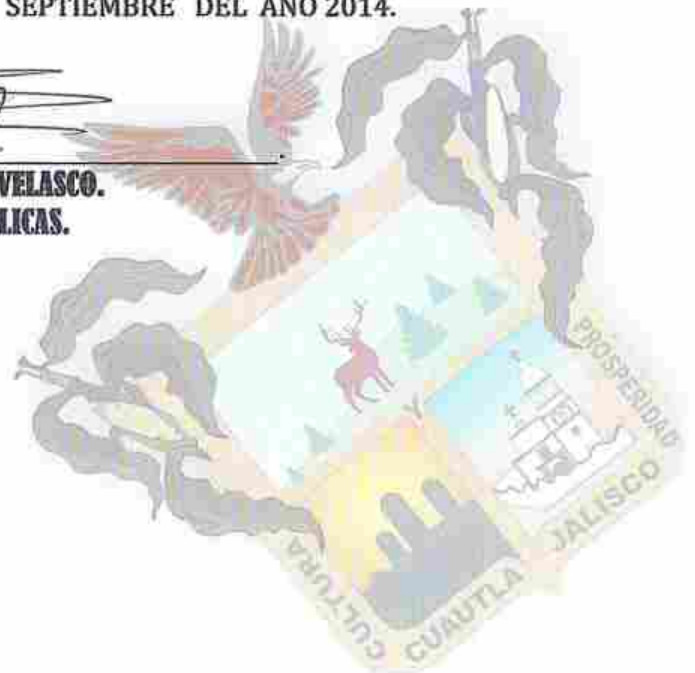 SEPTIEMBRE DEL AÑO 2014.
VELASCO.
LICAS.
PROSPERIDAD
Y
CULTURA
CUAUTLA JALISCO